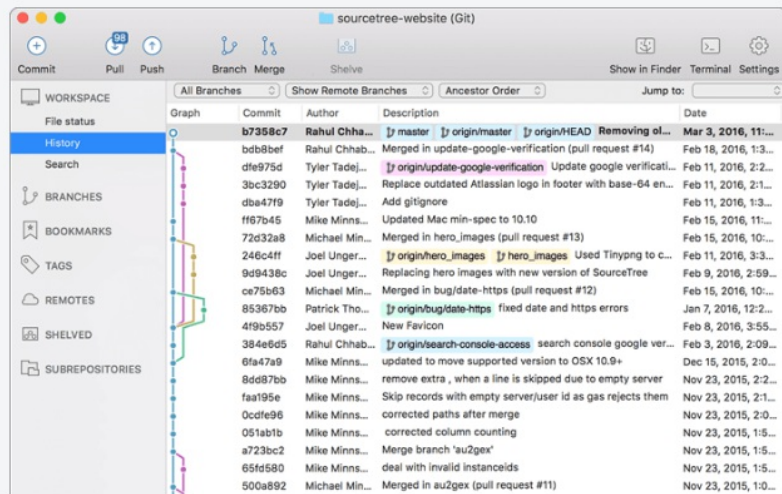 sourcetree-website (Git)
98
Commit Pull Push Branch Merge Shelve Show in Finder Terminal Settings
All Branches Show Remote Branches Ancestor Order Jump to:
WORKSPACE
File status
History
Search
BRANCHES
BOOKMARKS
TAGS
REMOTES
SHELVED
SUBREPOSITORIES
Graph Commit Author Description Date
b7358c7 Rahul Chha... master origin/master origin/HEAD Removing ol... Mar 3, 2016, 11:...
bdb8bef Rahul Chhab... Merged in update-google-verification (pull request #14) Feb 18, 2016, 1:3...
dfe975d Tyler Tadej... origin/update-google-verification Update google verificati... Feb 11, 2016, 2:2...
3bc3290 Tyler Tadej... Replace outdated Atlassian logo in footer with base-64 en... Feb 11, 2016, 2:1...
dba47f9 Tyler Tadej... Add gitignore Feb 11, 2016, 1:3...
ff67b45 Mike Minns... Updated Mac min-spec to 10.10 Feb 15, 2016, 11:...
72d32a8 Michael Min... Merged in hero_images (pull request #13) Feb 15, 2016, 10:...
246c4ff Joel Unger... origin/hero_images hero_images Used Tinypng to c... Feb 11, 2016, 3:3...
9d9438c Joel Unger... Replacing hero images with new version of SourceTree Feb 9, 2016, 2:59...
ce75b63 Michael Min... Merged in bug/date-https (pull request #12) Feb 15, 2016, 10:...
85367bb Patrick Tho... origin/bug/date-https fixed date and https errors Jan 7, 2016, 12:2...
4f9b557 Joel Unger... New Favicon Feb 8, 2016, 3:55...
384e6d5 Rahul Chhab... origin/search-console-access search console google ver... Feb 3, 2016, 2:09...
6fa47a9 Mike Minns... updated to move supported version to OSX 10.9+ Dec 15, 2015, 2:0...
8dd87bb Mike Minns... remove extra , when a line is skipped due to empty server Nov 23, 2015, 2:2...
faa195e Mike Minns... Skip records with empty server/user id as gas rejects them Nov 23, 2015, 2:1...
0cdfe96 Mike Minns... corrected paths after merge Nov 23, 2015, 2:0...
051ab1b Mike Minns... corrected column counting Nov 23, 2015, 1:5...
a723bc2 Mike Minns... Merge branch 'au2gex' Nov 23, 2015, 1:5...
65fd580 Mike Minns... deal with invalid instanceids Nov 23, 2015, 1:5...
500a892 Michael Min... Merged in au2gex (pull request #11) Nov 23, 2015, 1:0...